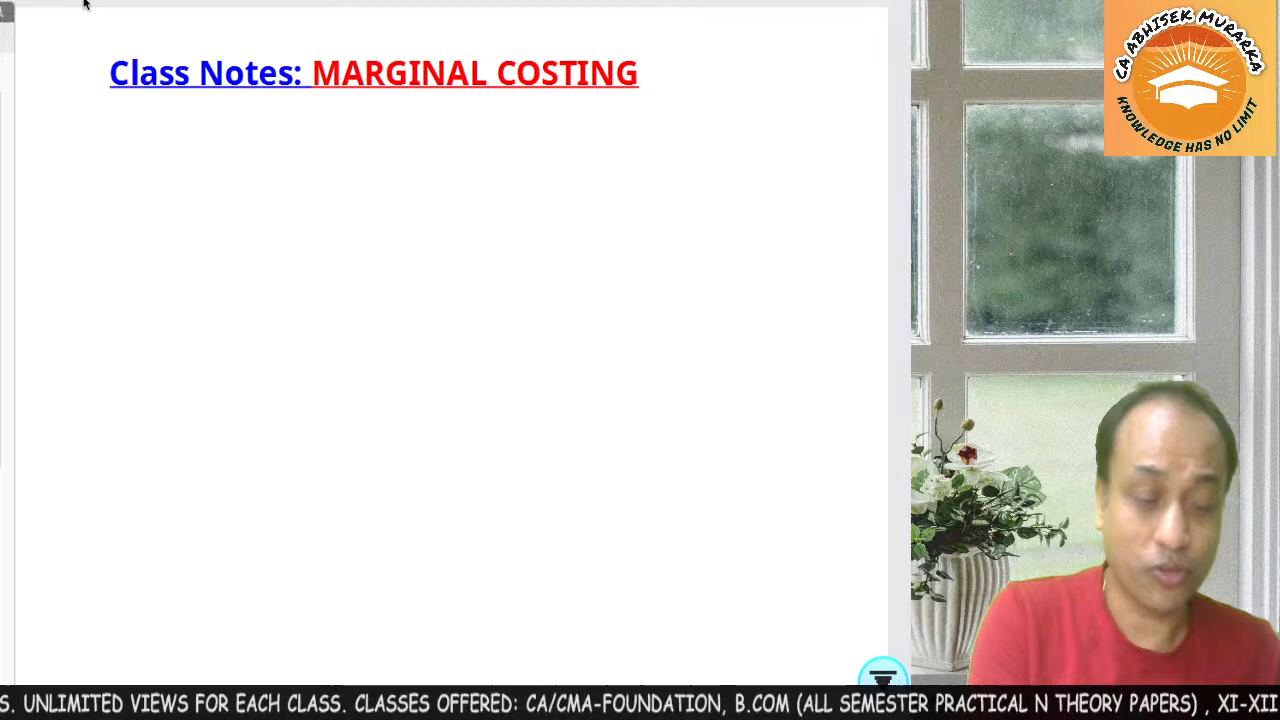 Class Notes: MARGINAL COSTING
CA ABHISEK MURARKA
KNOWLEDGE HAS NO LIMIT
S. UNLIMITED VIEWS FOR EACH CLASS. CLASSES OFFERED: CA/CMA-FOUNDATION, B.COM (ALL SEMESTER PRACTICAL N THEORY PAPERS) , XI-XII